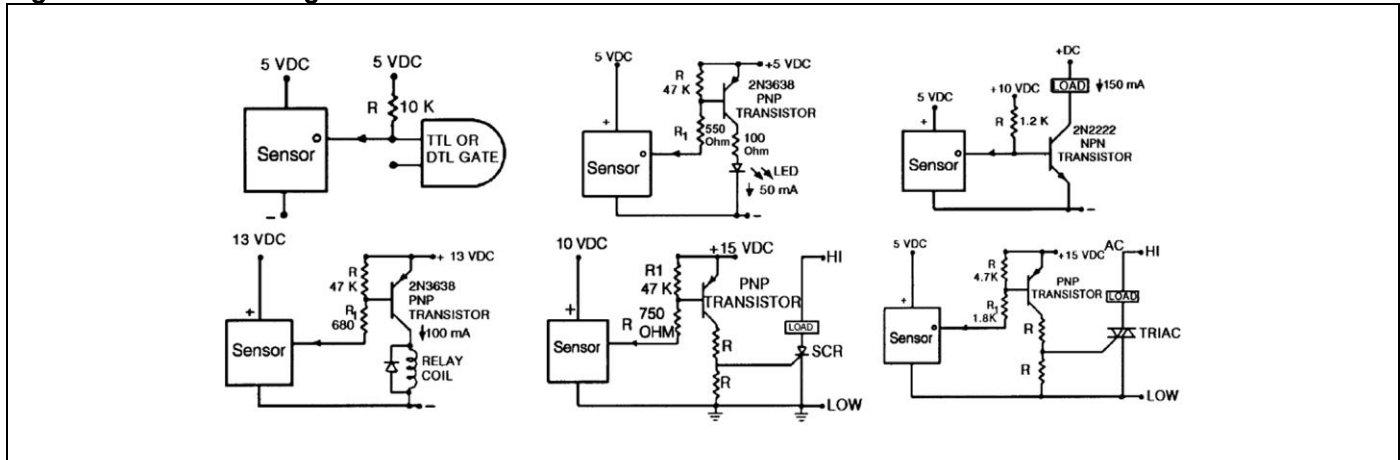 5 VDC
5 VDC
R
10 K
Sensor
TTL OR
DTL GATE
–
5 VDC
+5 VDC
R
47 K
2N3638
PNP
TRANSISTOR
+
R1
550
Ohm
100
Ohm
Sensor
LED
50 mA
–
+DC
LOAD
150 mA
5 VDC
+10 VDC
+
R
1.2 K
2N2222
NPN
TRANSISTOR
Sensor
–
13 VDC
+ 13 VDC
R
47 K
2N3638
PNP
TRANSISTOR
+
R1
680
100 mA
Sensor
RELAY
COIL
–
10 VDC
+15 VDC
R1
47 K
PNP
TRANSISTOR
HI
+
R
750
OHM
LOAD
Sensor
R
SCR
R
LOW
5 VDC
+15 VDC
AC
HI
R
4.7K
PNP
TRANSISTOR
+
R1
1.8K
LOAD
Sensor
R
TRIAC
R
LOW